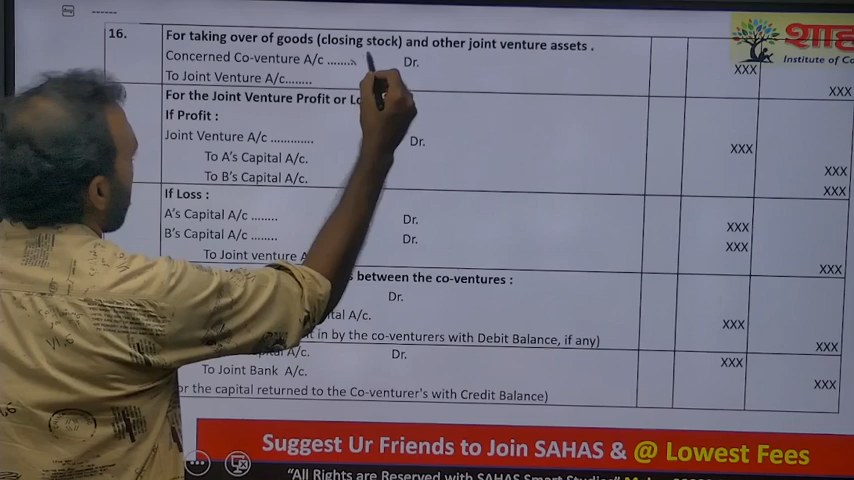 शाह
Institute of Co
16.
For taking over of goods (closing stock) and other joint venture assets .
Concerned Co-venture A/c ........ Dr. XXX
To Joint Venture A/c........ XXX
For the Joint Venture Profit or Lo
If Profit :
Joint Venture A/c .............. Dr. XXX
To A's Capital A/c. XXX
To B's Capital A/c. XXX
If Loss :
A's Capital A/c ........ Dr. XXX
B's Capital A/c ........ Dr. XXX
To Joint venture A XXX
s between the co-ventures :
Dr. XXX
tal A/c. XXX
t in by the co-venturers with Debit Balance, if any)
A/c. Dr. XXX
To Joint Bank A/c. XXX
or the capital returned to the Co-venturer's with Credit Balance)
Suggest Ur Friends to Join SAHAS & @ Lowest Fees
"All Rights are Reserved with SAHAS Smart Studies"